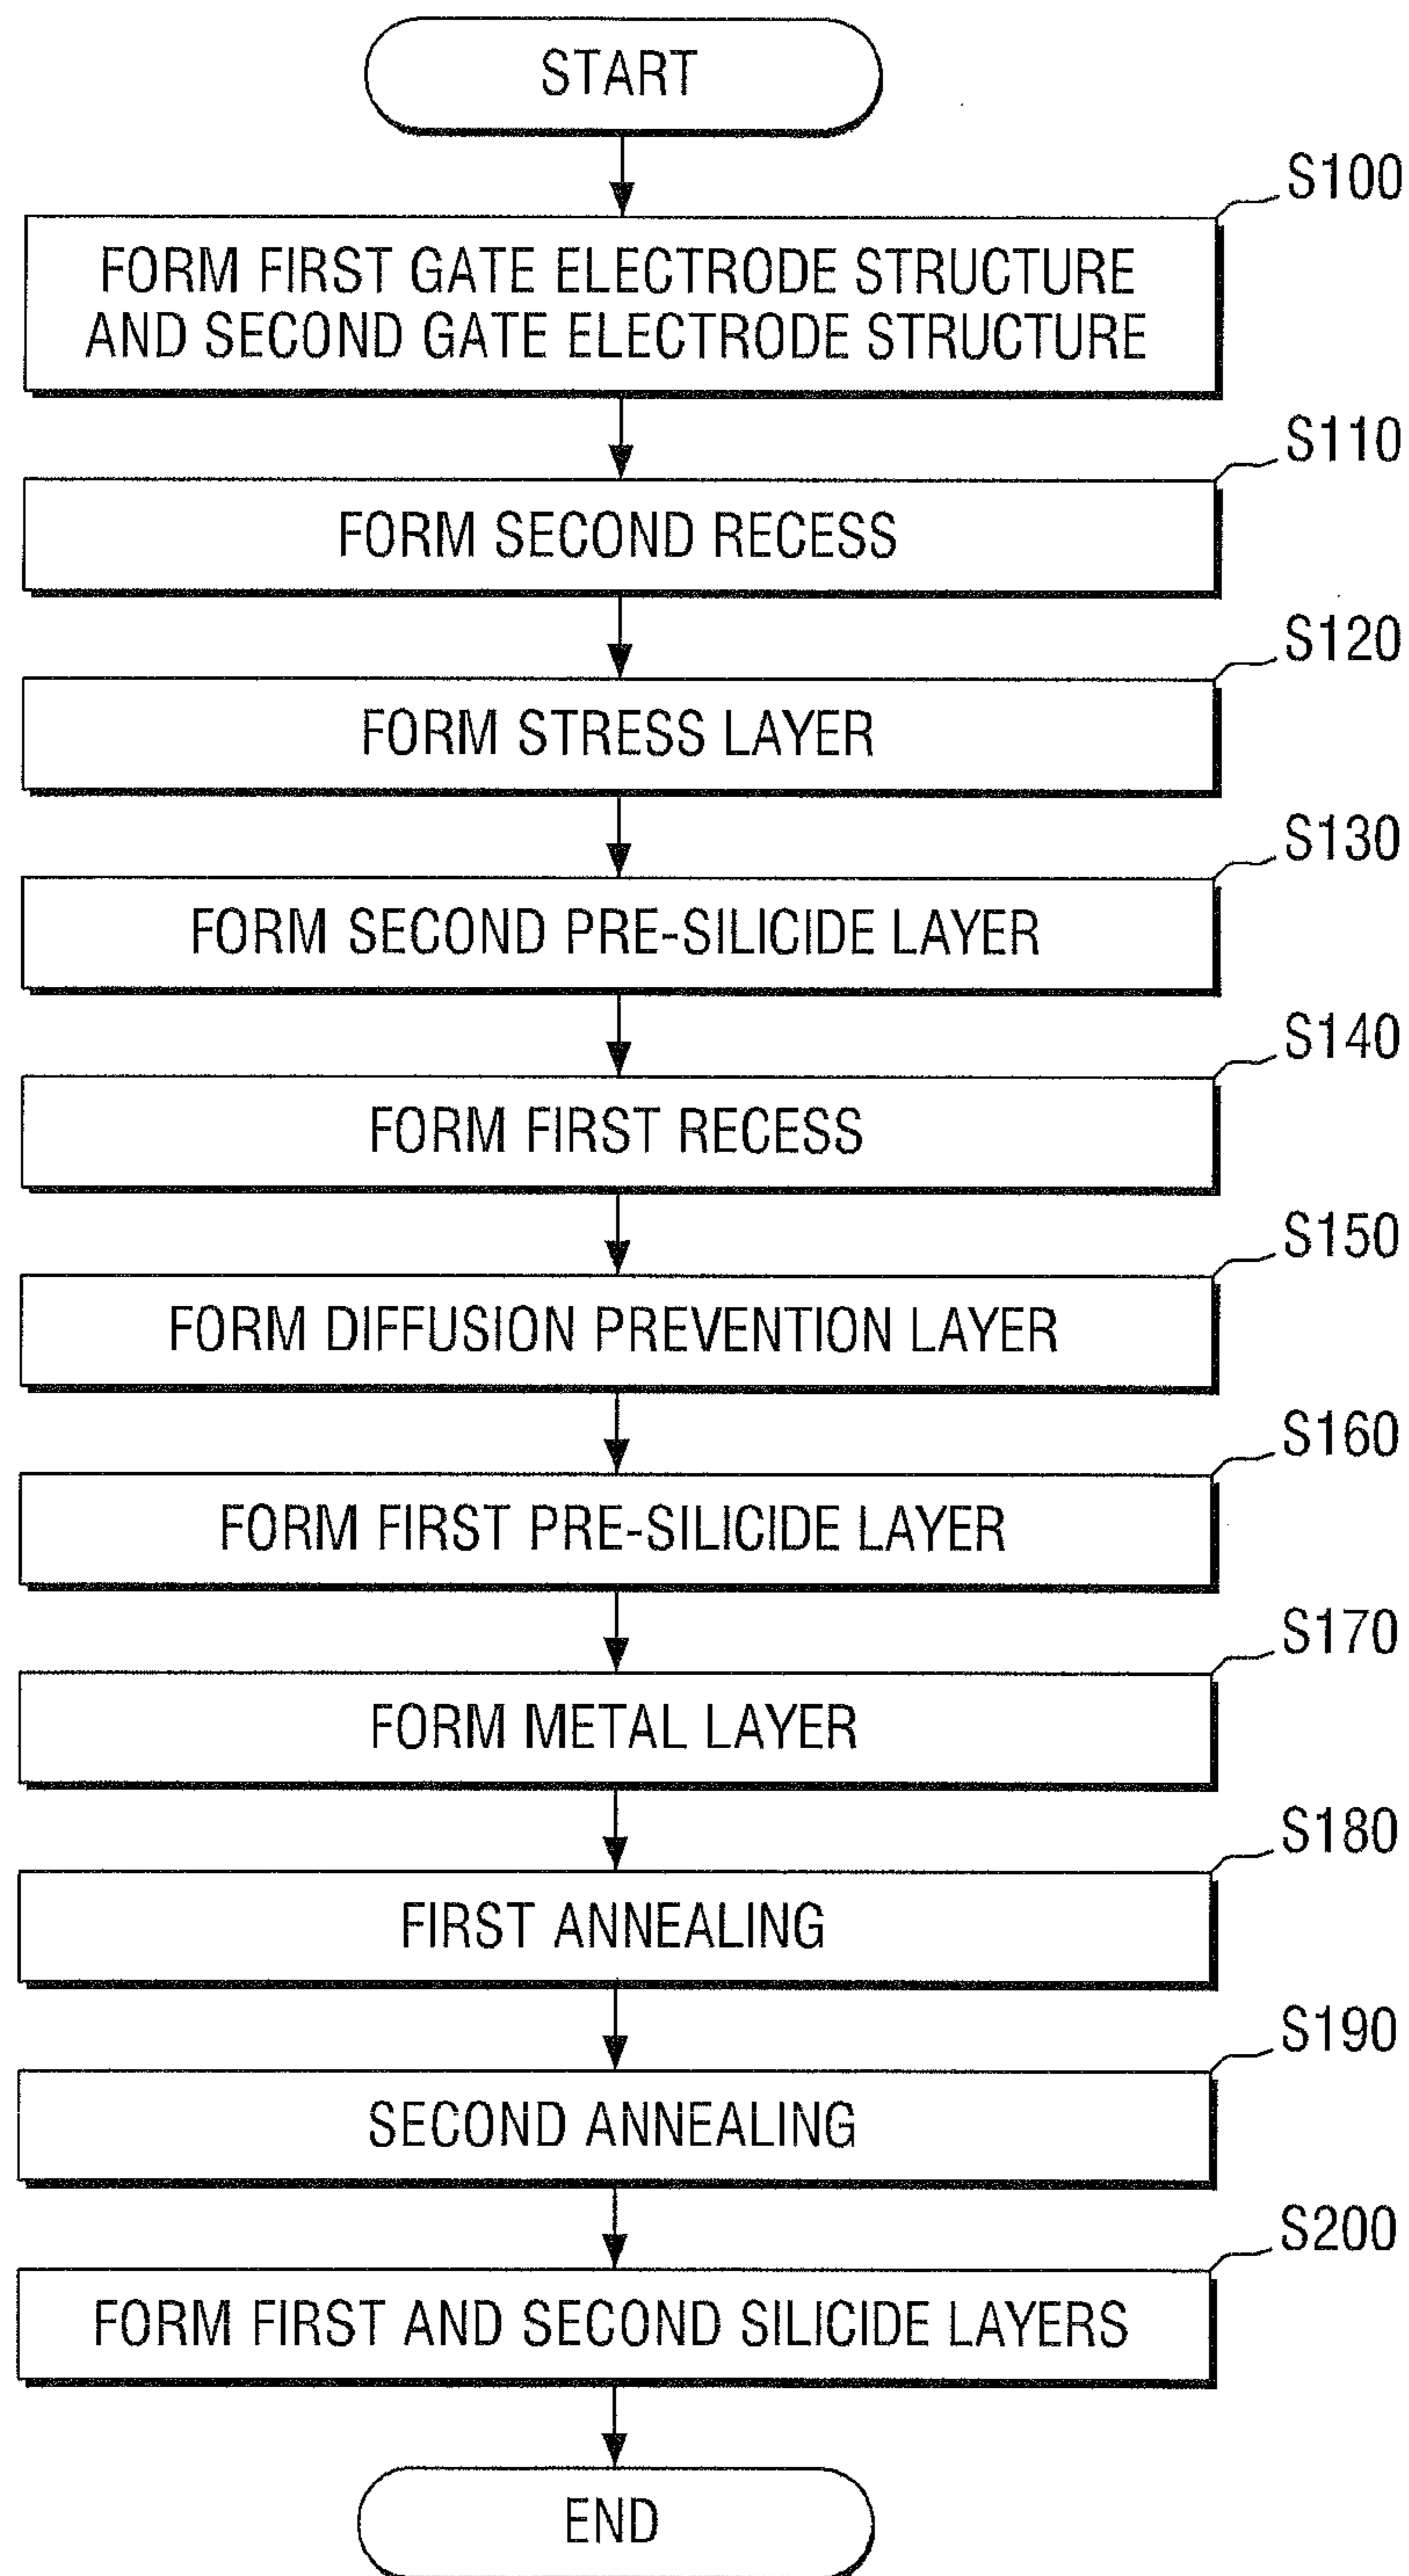 START
S100
FORM FIRST GATE ELECTRODE STRUCTURE
AND SECOND GATE ELECTRODE STRUCTURE
S110
FORM SECOND RECESS
S120
FORM STRESS LAYER
S130
FORM SECOND PRE-SILICIDE LAYER
S140
FORM FIRST RECESS
S150
FORM DIFFUSION PREVENTION LAYER
S160
FORM FIRST PRE-SILICIDE LAYER
S170
FORM METAL LAYER
S180
FIRST ANNEALING
S190
SECOND ANNEALING
S200
FORM FIRST AND SECOND SILICIDE LAYERS
END